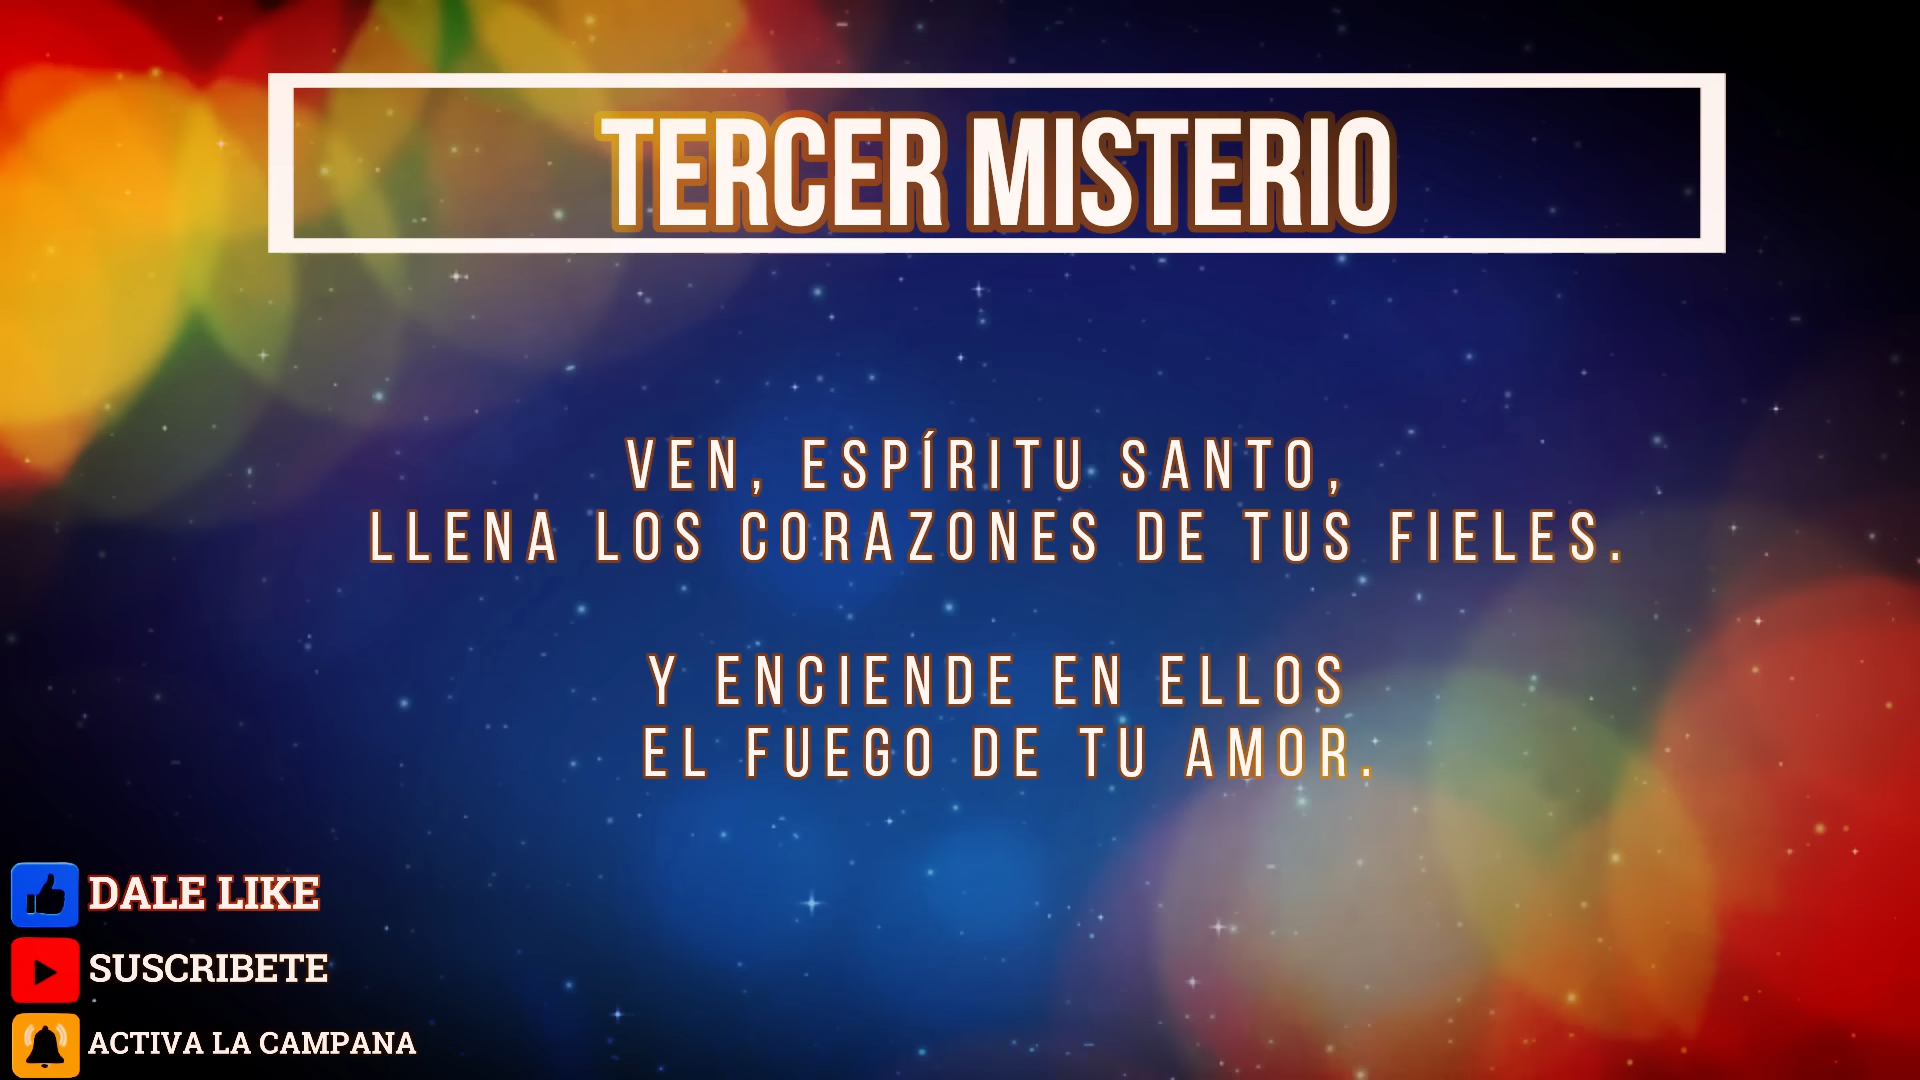 TERCER MISTERIO
VEN, ESPÍRITU SANTO,
LLENA LOS CORAZONES DE TUS FIELES.
Y ENCIENDE EN ELLOS
EL FUEGO DE TU AMOR.
DALE LIKE
SUSCRIBETE
ACTIVA LA CAMPANA